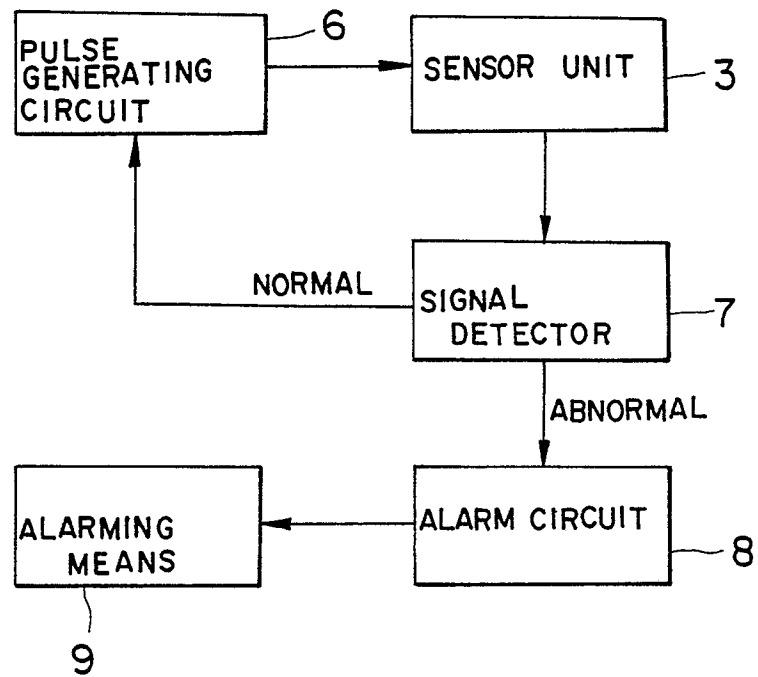 6
PULSE
GENERATING
CIRCUIT
SENSOR UNIT
3
NORMAL
SIGNAL
DETECTOR
7
ABNORMAL
ALARMING
MEANS
ALARM CIRCUIT
8
9